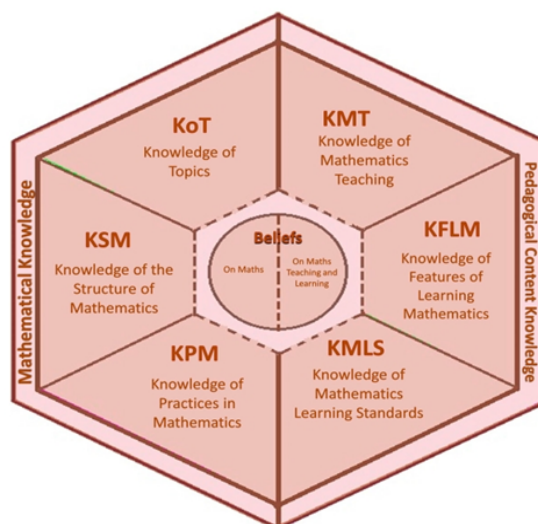 KoT
Knowledge of
Topics
KMT
Knowledge of
Mathematics
Teaching
Mathematical Knowledge
KSM
Knowledge of the
Structure of
Mathematics
Beliefs
On Maths
On Maths
Teaching and
Learning
KFLM
Knowledge of
Features of
Learning
Mathematics
Pedagogical Content Knowledge
KPM
Knowledge of
Practices in
Mathematics
KMLS
Knowledge of
Mathematics
Learning Standards